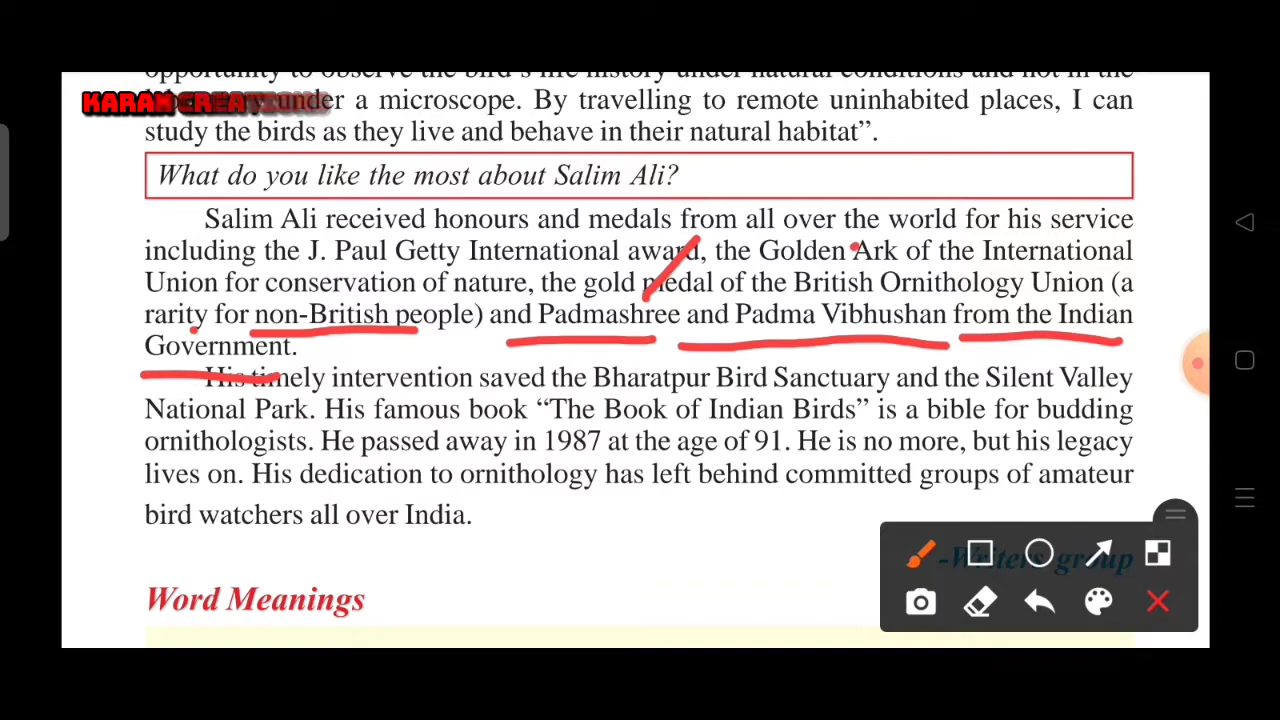 opportunity to observe the bird's life history under natural conditions and not in the
KARAN CREATIONS under a microscope. By travelling to remote uninhabited places, I can
study the birds as they live and behave in their natural habitat”.
What do you like the most about Salim Ali?
Salim Ali received honours and medals from all over the world for his service
including the J. Paul Getty International award, the Golden Ark of the International
Union for conservation of nature, the gold medal of the British Ornithology Union (a
rarity for non-British people) and Padmashree and Padma Vibhushan from the Indian
Government.
His timely intervention saved the Bharatpur Bird Sanctuary and the Silent Valley
National Park. His famous book “The Book of Indian Birds” is a bible for budding
ornithologists. He passed away in 1987 at the age of 91. He is no more, but his legacy
lives on. His dedication to ornithology has left behind committed groups of amateur
bird watchers all over India.
-Writers group
Word Meanings